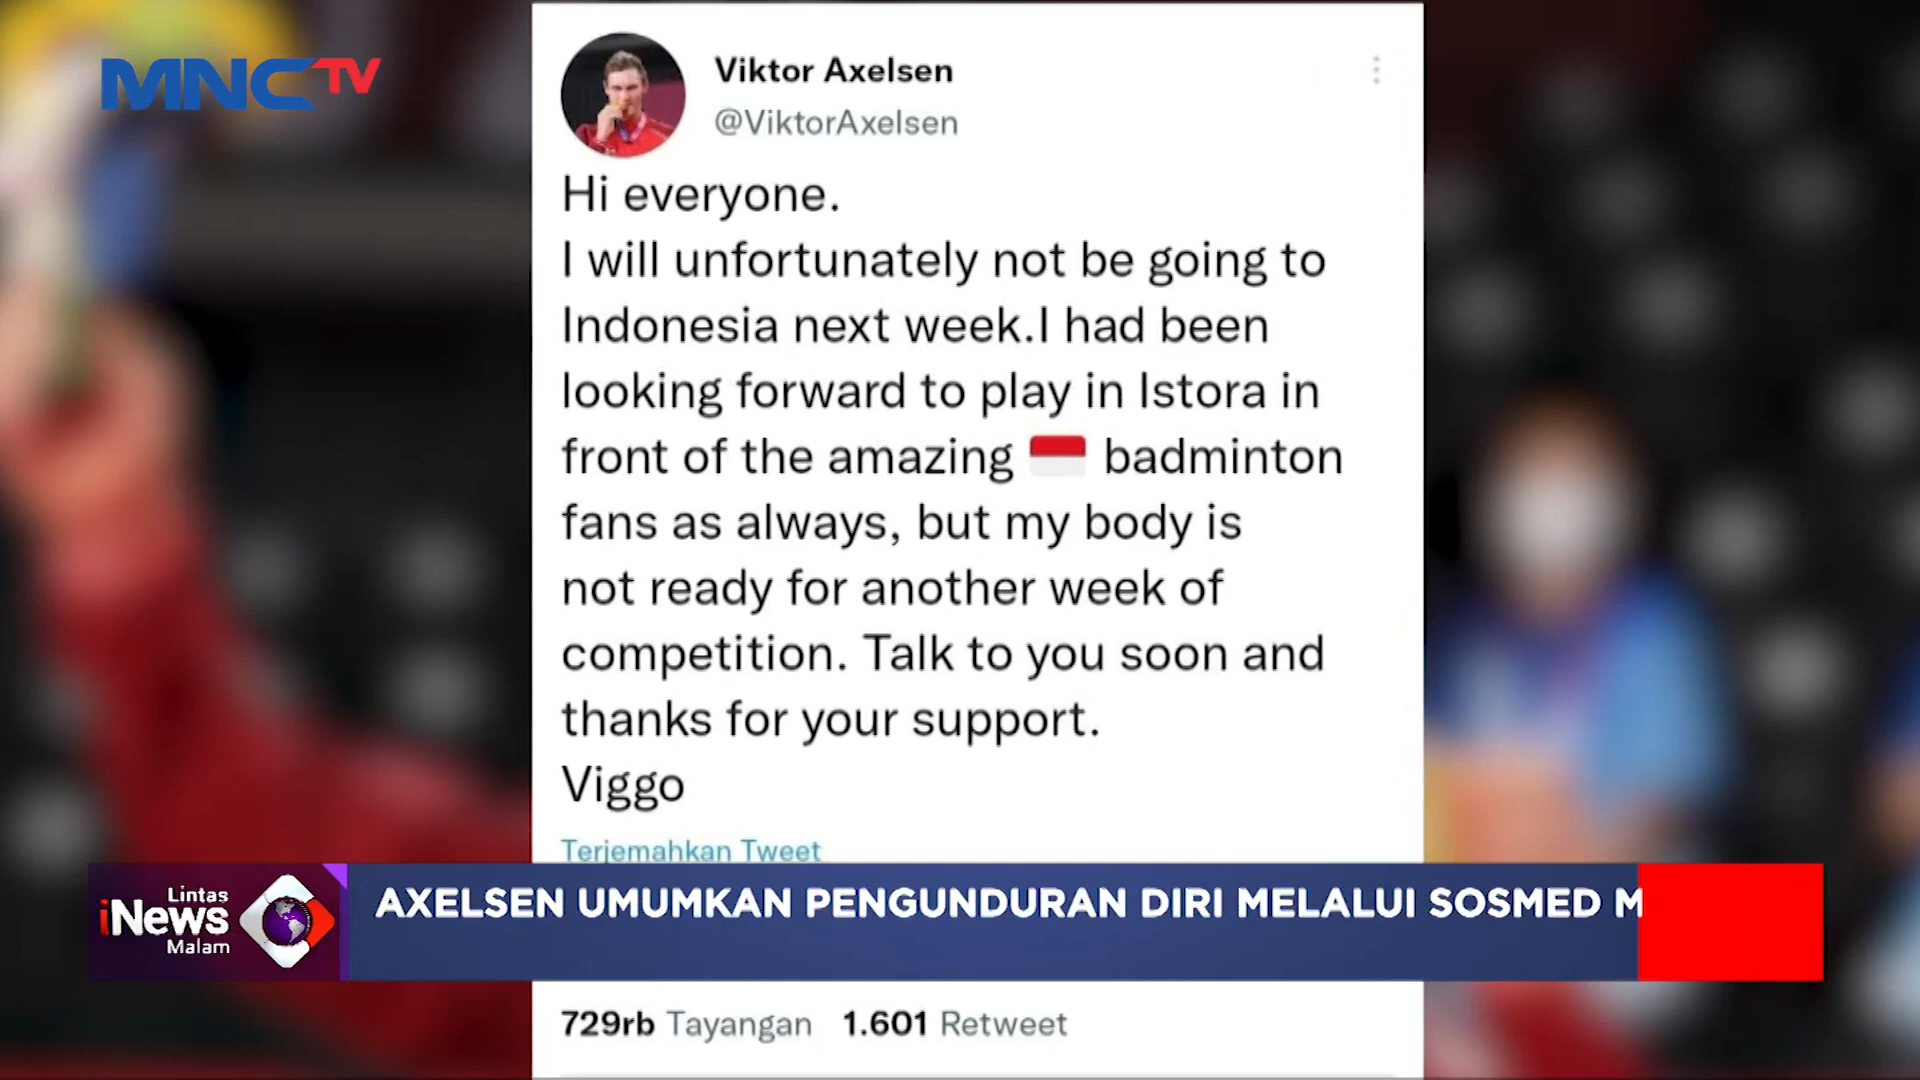 MNCTV
Viktor Axelsen
@ViktorAxelsen
Hi everyone.
I will unfortunately not be going to
Indonesia next week.I had been
looking forward to play in Istora in
front of the amazing 🇮🇩 badminton
fans as always, but my body is
not ready for another week of
competition. Talk to you soon and
thanks for your support.
Viggo
Terjemahkan Tweet
Lintas
iNews
Malam
AXELSEN UMUMKAN PENGUNDURAN DIRI MELALUI SOSMED M
729rb Tayangan 1.601 Retweet